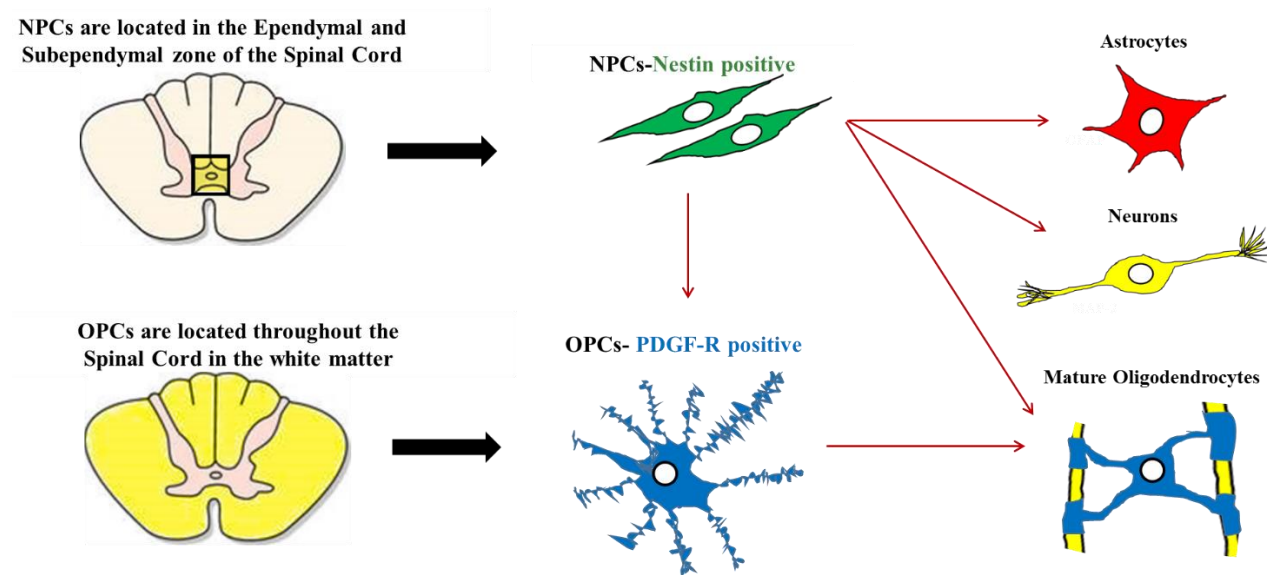 NPCs are located in the Ependymal and
Subependymal zone of the Spinal Cord
NPCs-Nestin positive
Astrocytes
Neurons
OPCs are located throughout the
Spinal Cord in the white matter
OPCs- PDGF-R positive
Mature Oligodendrocytes